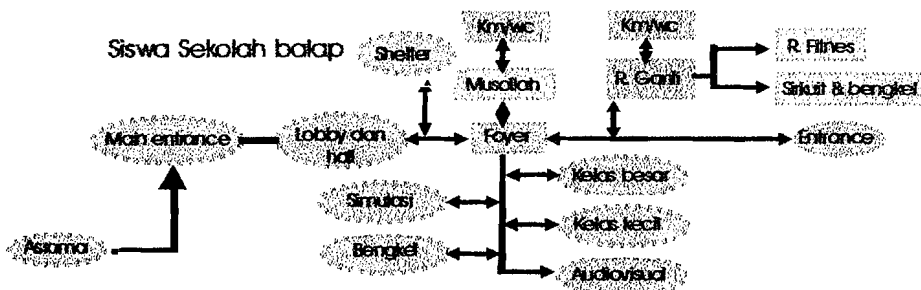 Siswa Sekolah balap
Km/wc
Km/wc
Shelter
R. Fitnes
Musollah
R. Ganti
Sirkuit & bengkel
Main entrance
Lobby dan
hall
Foyer
Entrance
Kelas besar
Simulasi
Kelas kecil
Asrama
Bengkel
Audiovisual